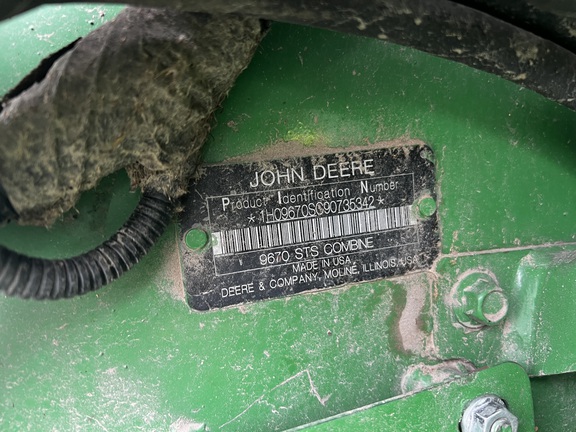 JOHN DEERE
Product Identification Number
*1H09670SC90735342*
9670 STS COMBINE
MADE IN USA
DEERE & COMPANY, MOLINE, ILLINOIS, USA